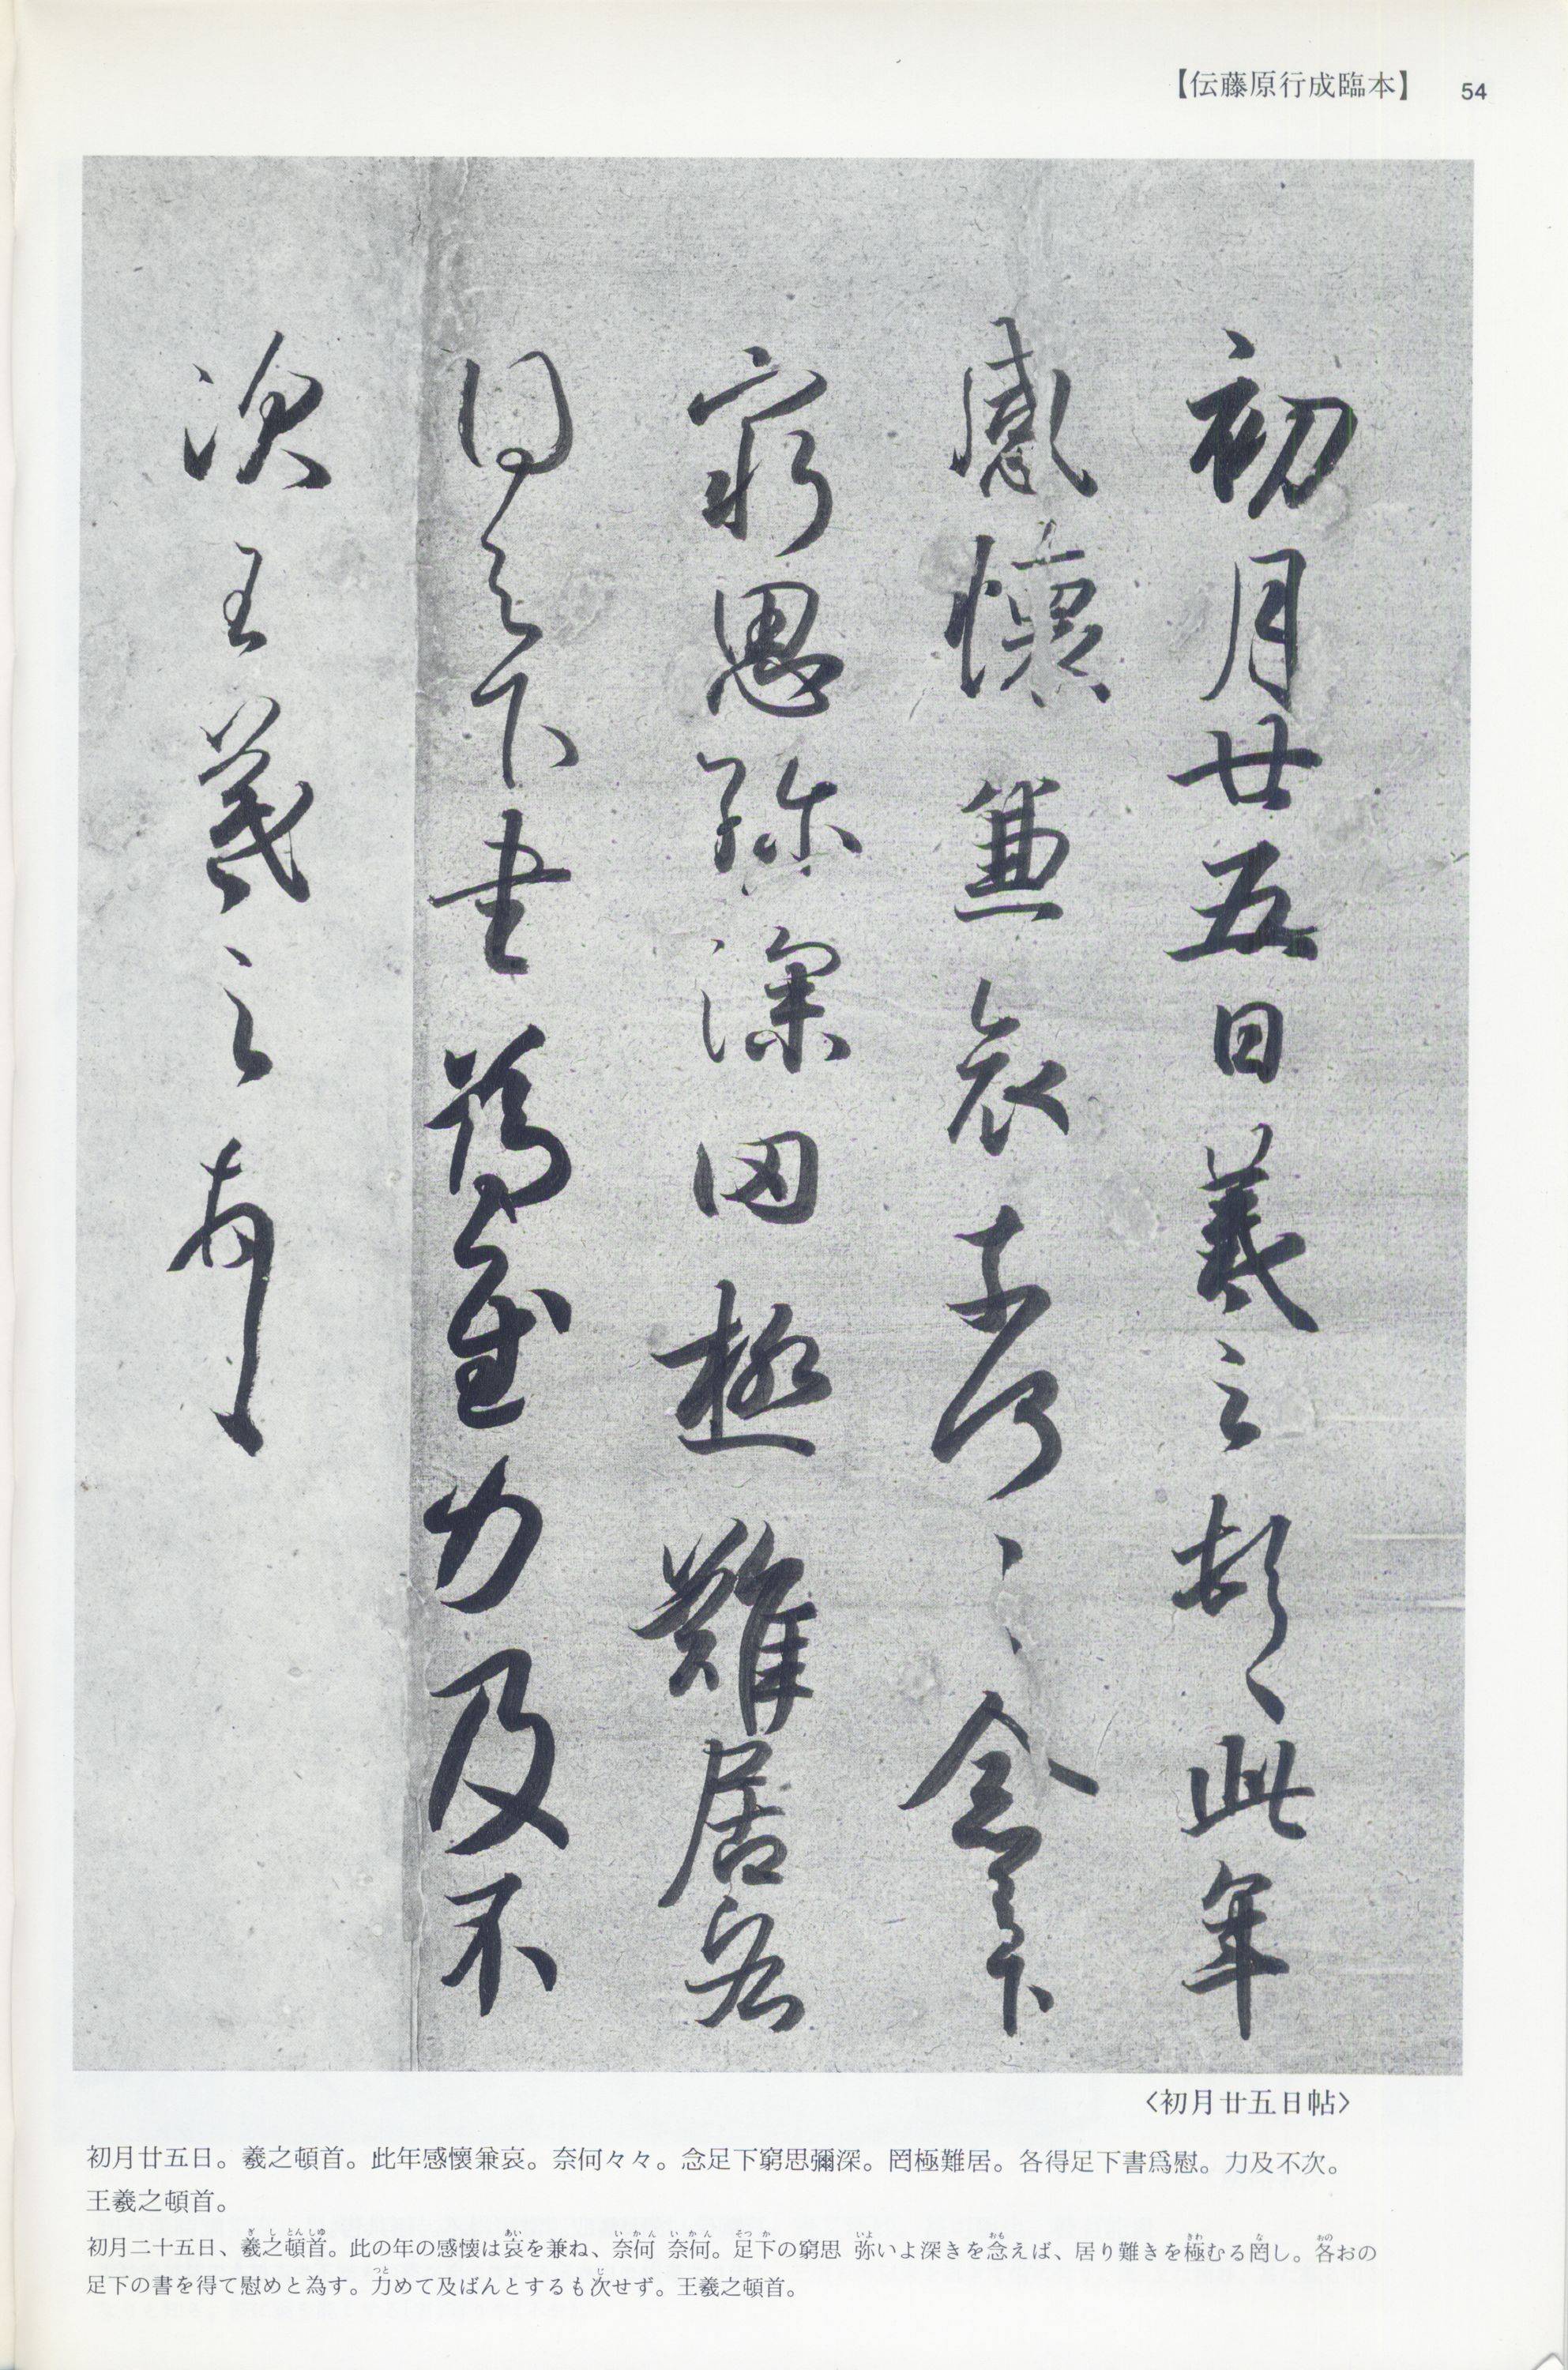 【伝藤原行成臨本】 54
初月廿五日羲之頓首此年
感懐兼哀奈何〻〻念足下
窮思弥深罔極難居各
得足下書為慰力及不
次王羲之頓首
〈初月廿五日帖〉
初月廿五日。羲之頓首。此年感懷兼哀。奈何々々。念足下窮思彌深。罔極難居。各得足下書爲慰。力及不次。
王羲之頓首。
初月二十五日、羲之頓首。此の年の感懐は哀を兼ね、奈何 奈何。足下の窮思 弥いよ深きを念えば、居り難きを極むる罔し。各おの
足下の書を得て慰めと為す。力めて及ばんとするも次せず。王羲之頓首。